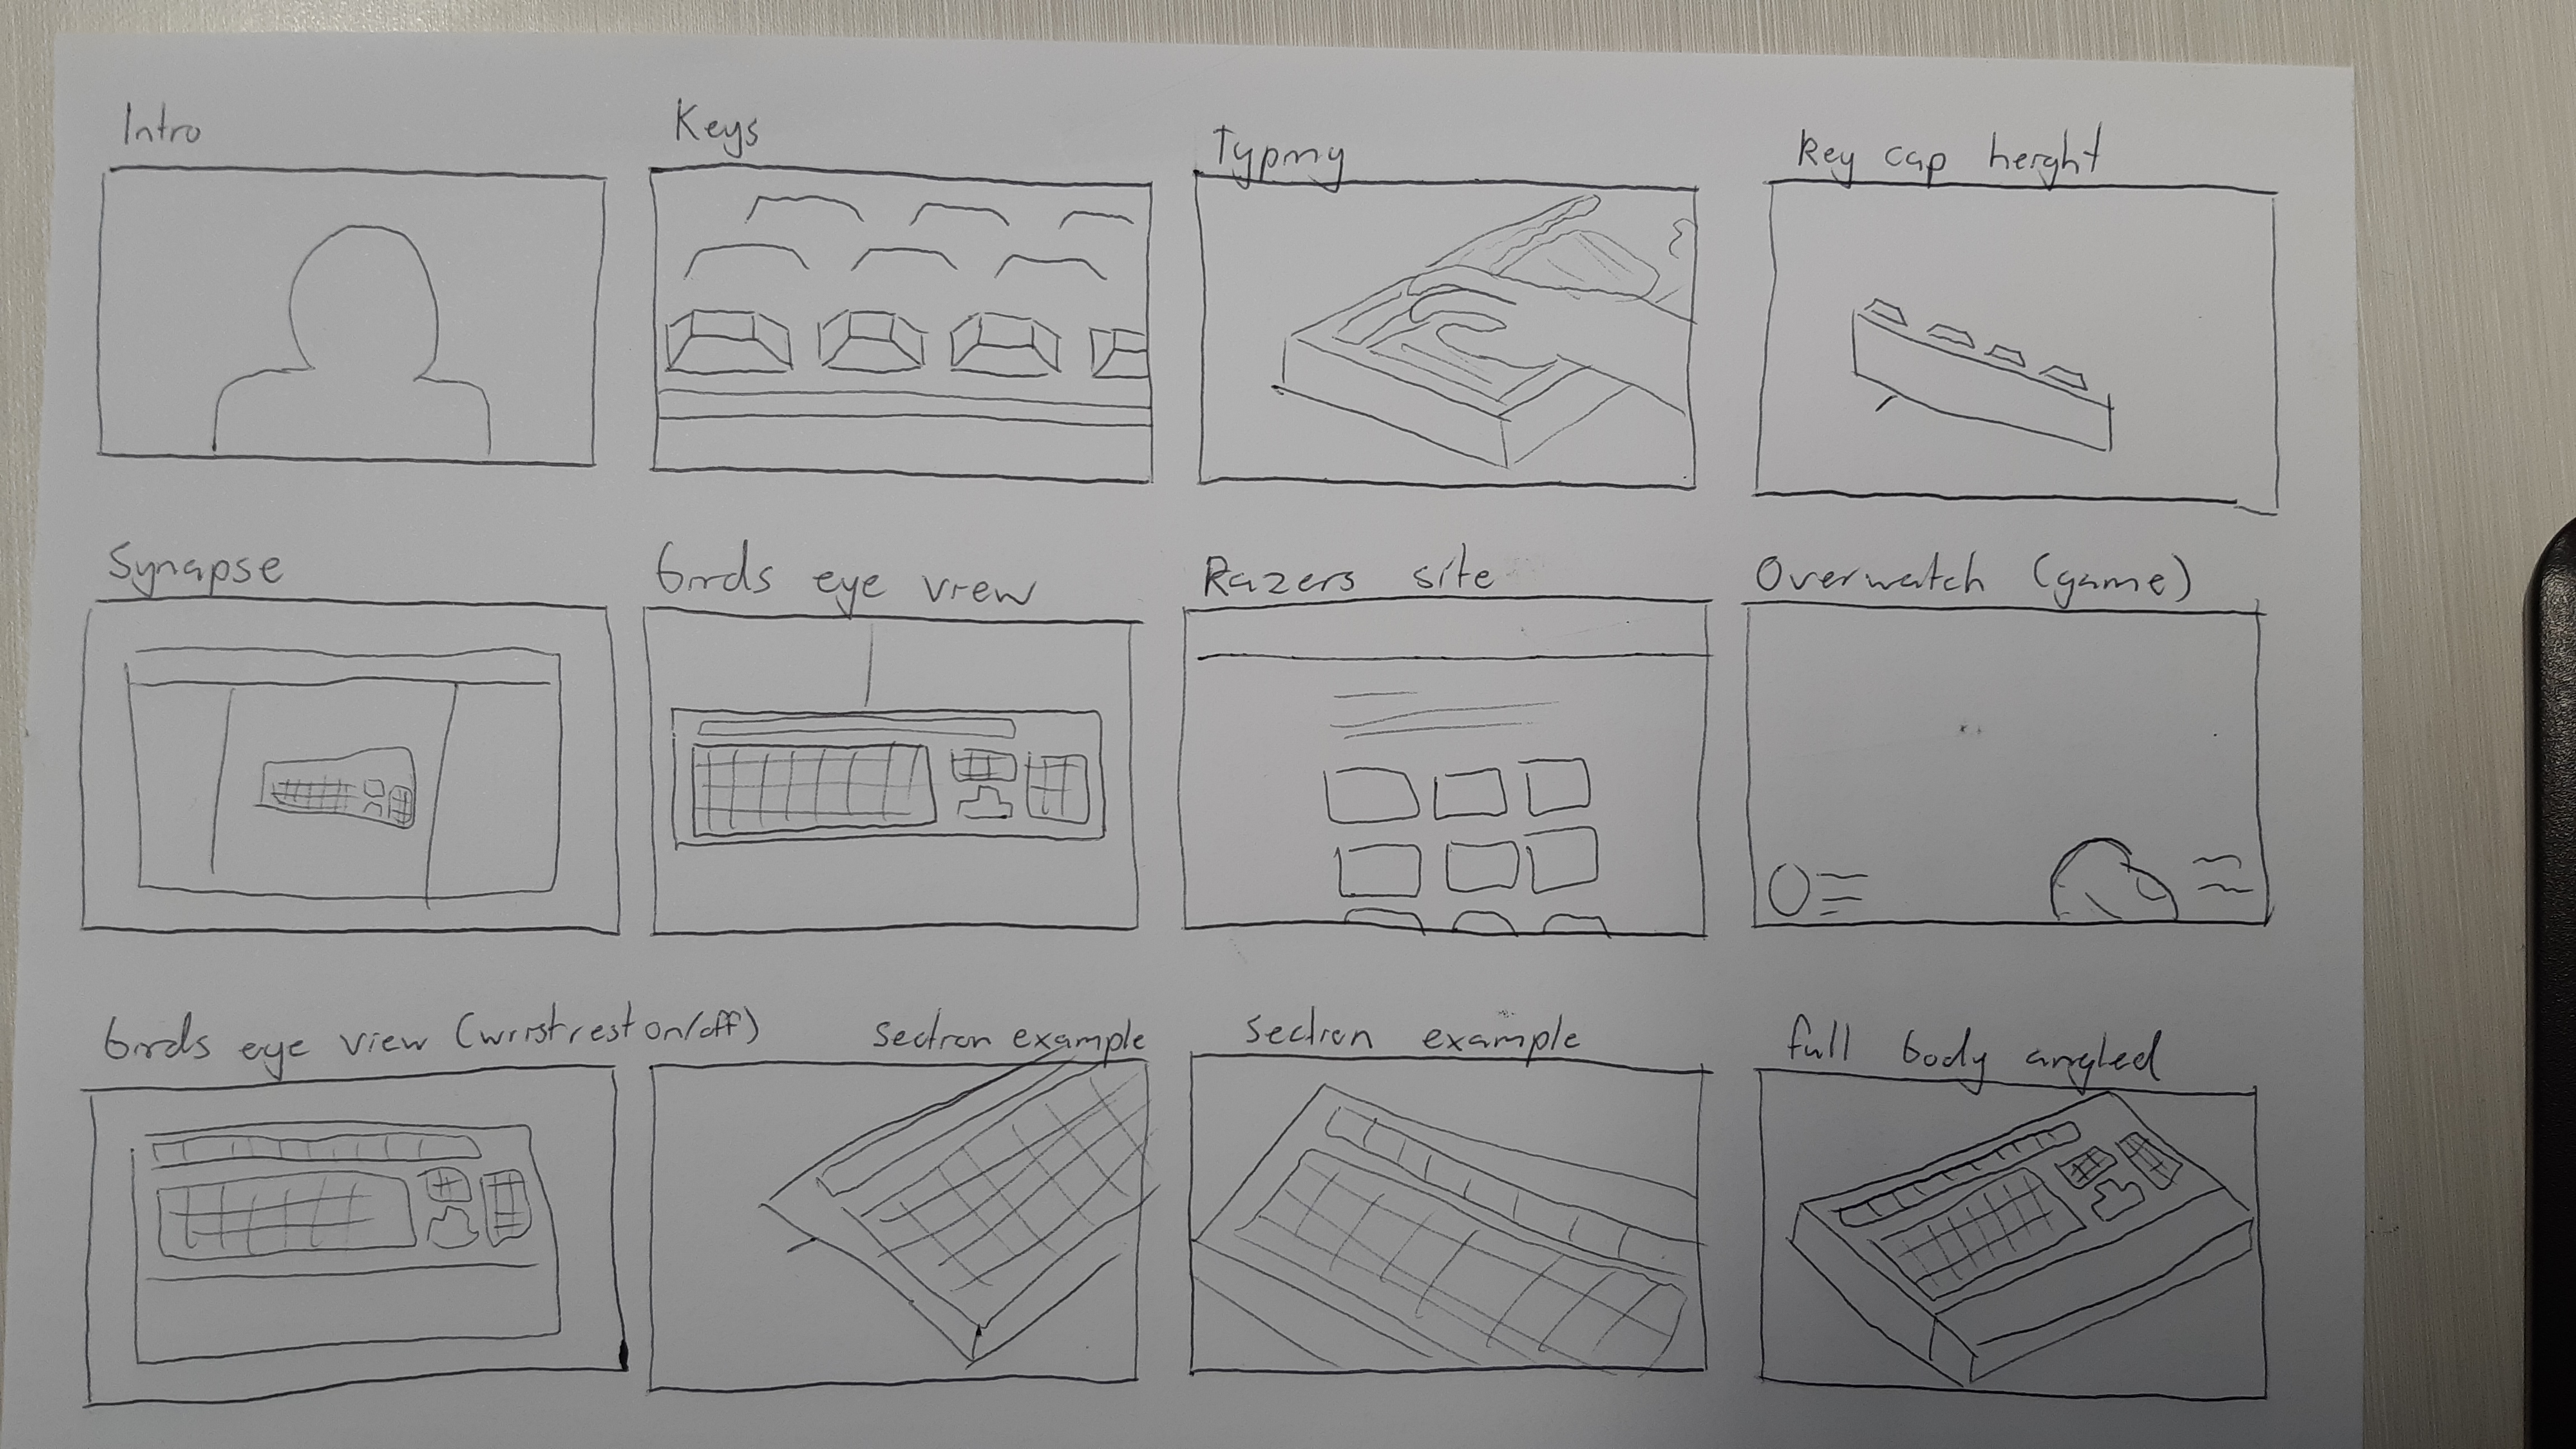 Intro
Keys
Typing
key cap height
Synapse
birds eye view
Razers site
Overwatch (game)
birds eye view (wristrest on/off)
section example
section example
full body angled